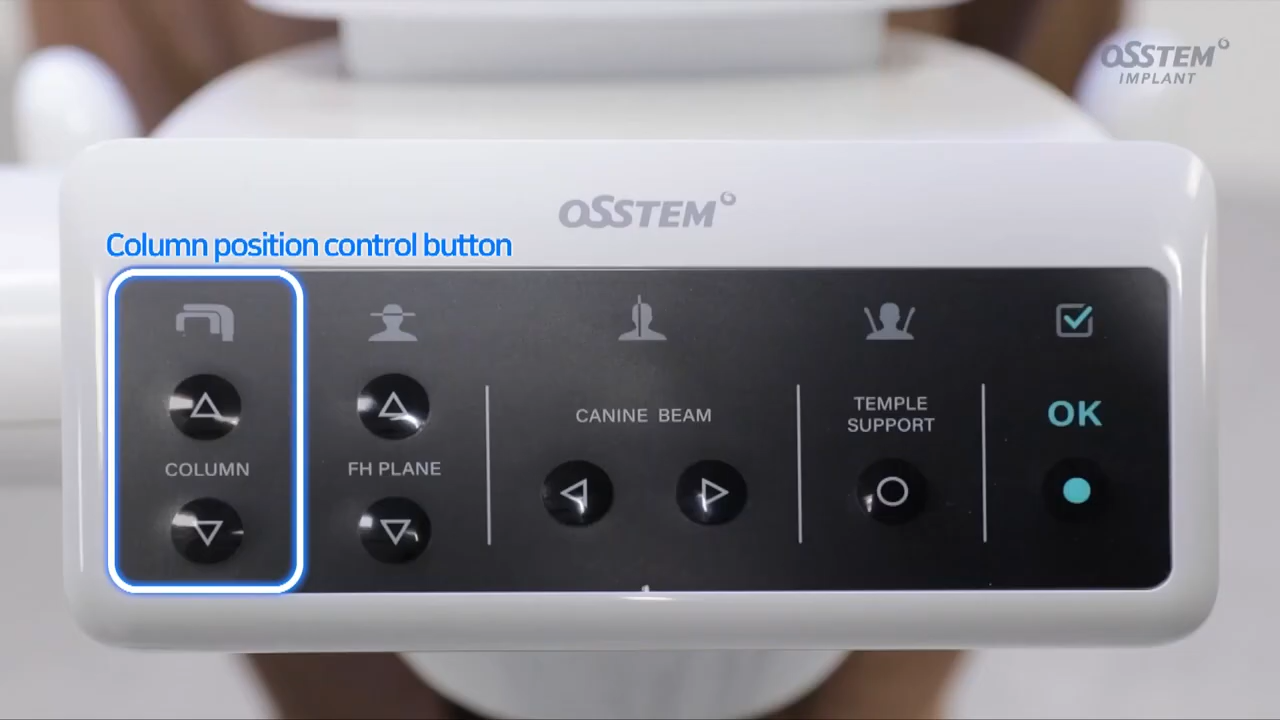 OSSTEM
IMPLANT
OSSTEM
Column position control button
COLUMN
FH PLANE
CANINE BEAM
TEMPLE
SUPPORT
OK